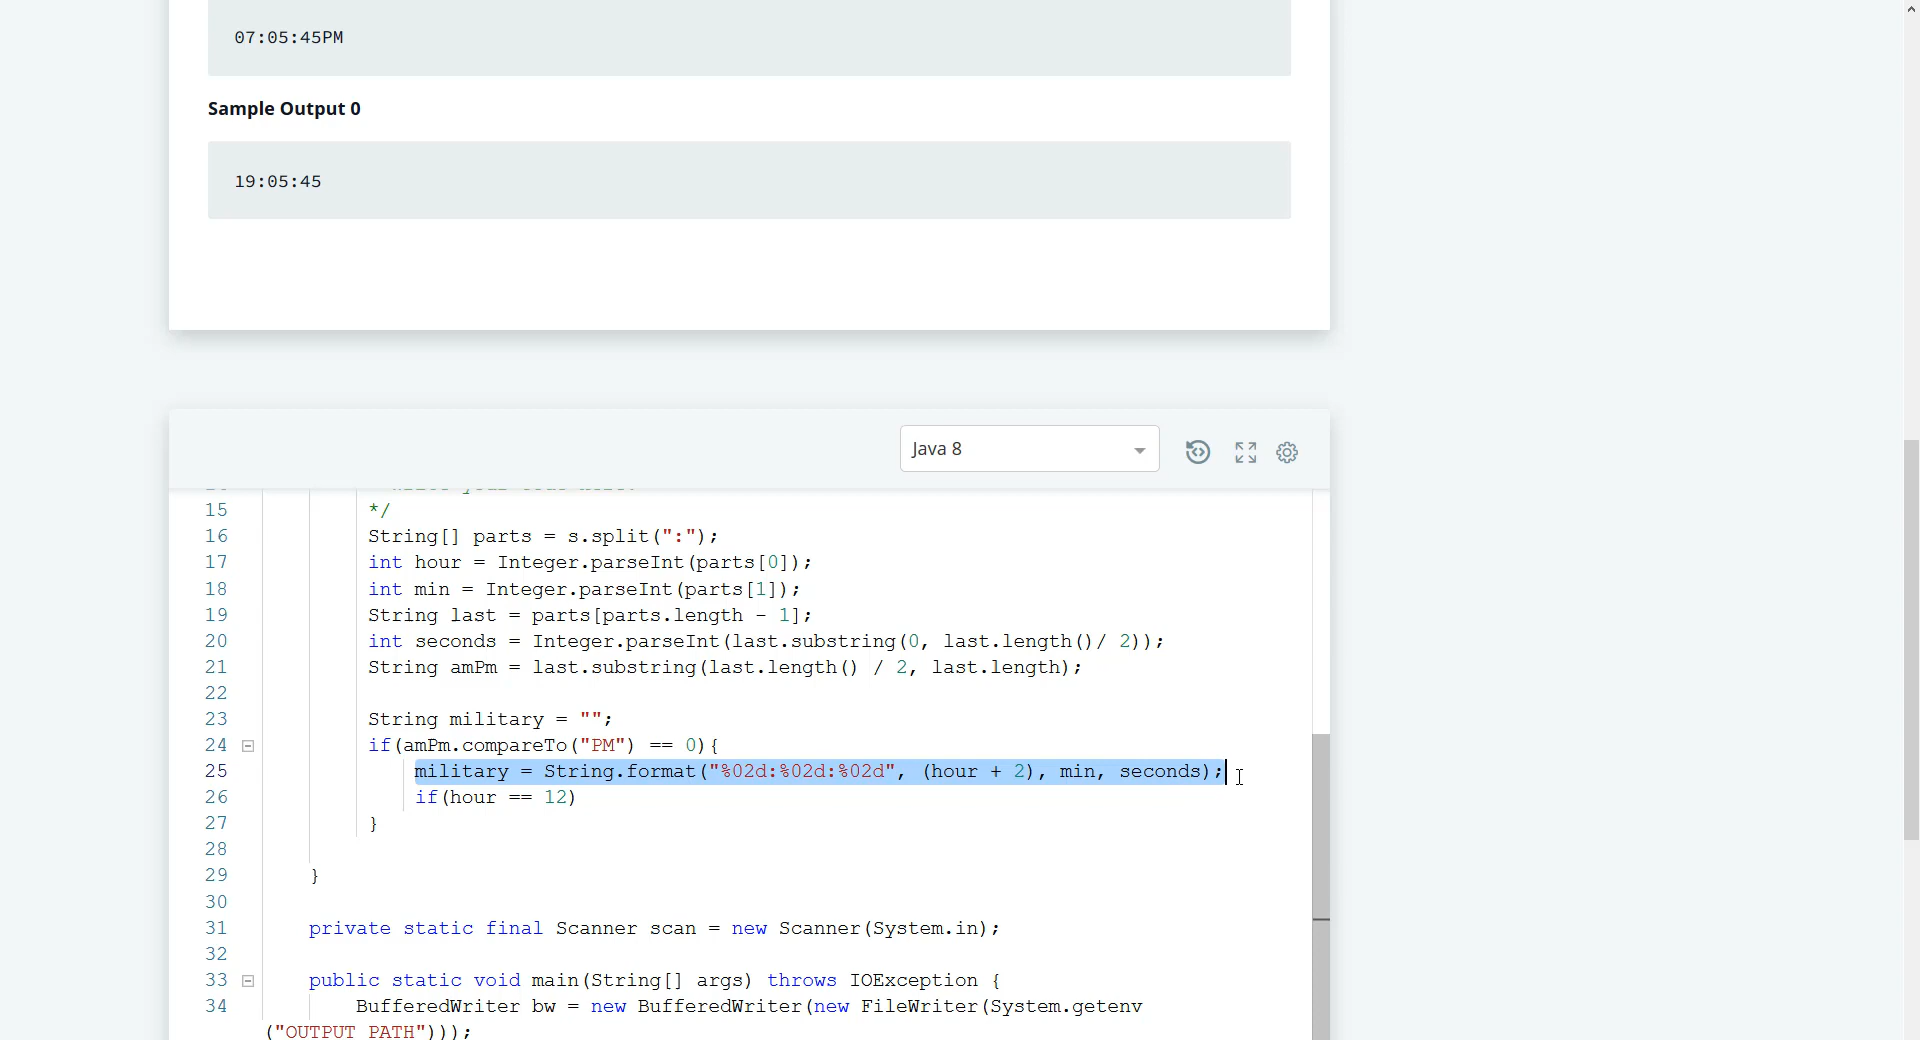 07:05:45PM
Sample Output 0
19:05:45
Java 8
15 */
16 String[] parts = s.split(":");
17 int hour = Integer.parseInt(parts[0]);
18 int min = Integer.parseInt(parts[1]);
19 String last = parts[parts.length - 1];
20 int seconds = Integer.parseInt(last.substring(0, last.length()/ 2));
21 String amPm = last.substring(last.length() / 2, last.length);
22
23 String military = "";
24 if(amPm.compareTo("PM") == 0){
25 military = String.format("%02d:%02d:%02d", (hour + 2), min, seconds);
26 if(hour == 12)
27 }
28
29 }
30
31 private static final Scanner scan = new Scanner(System.in);
32
33 public static void main(String[] args) throws IOException {
34 BufferedWriter bw = new BufferedWriter(new FileWriter(System.getenv
("OUTPUT_PATH")));